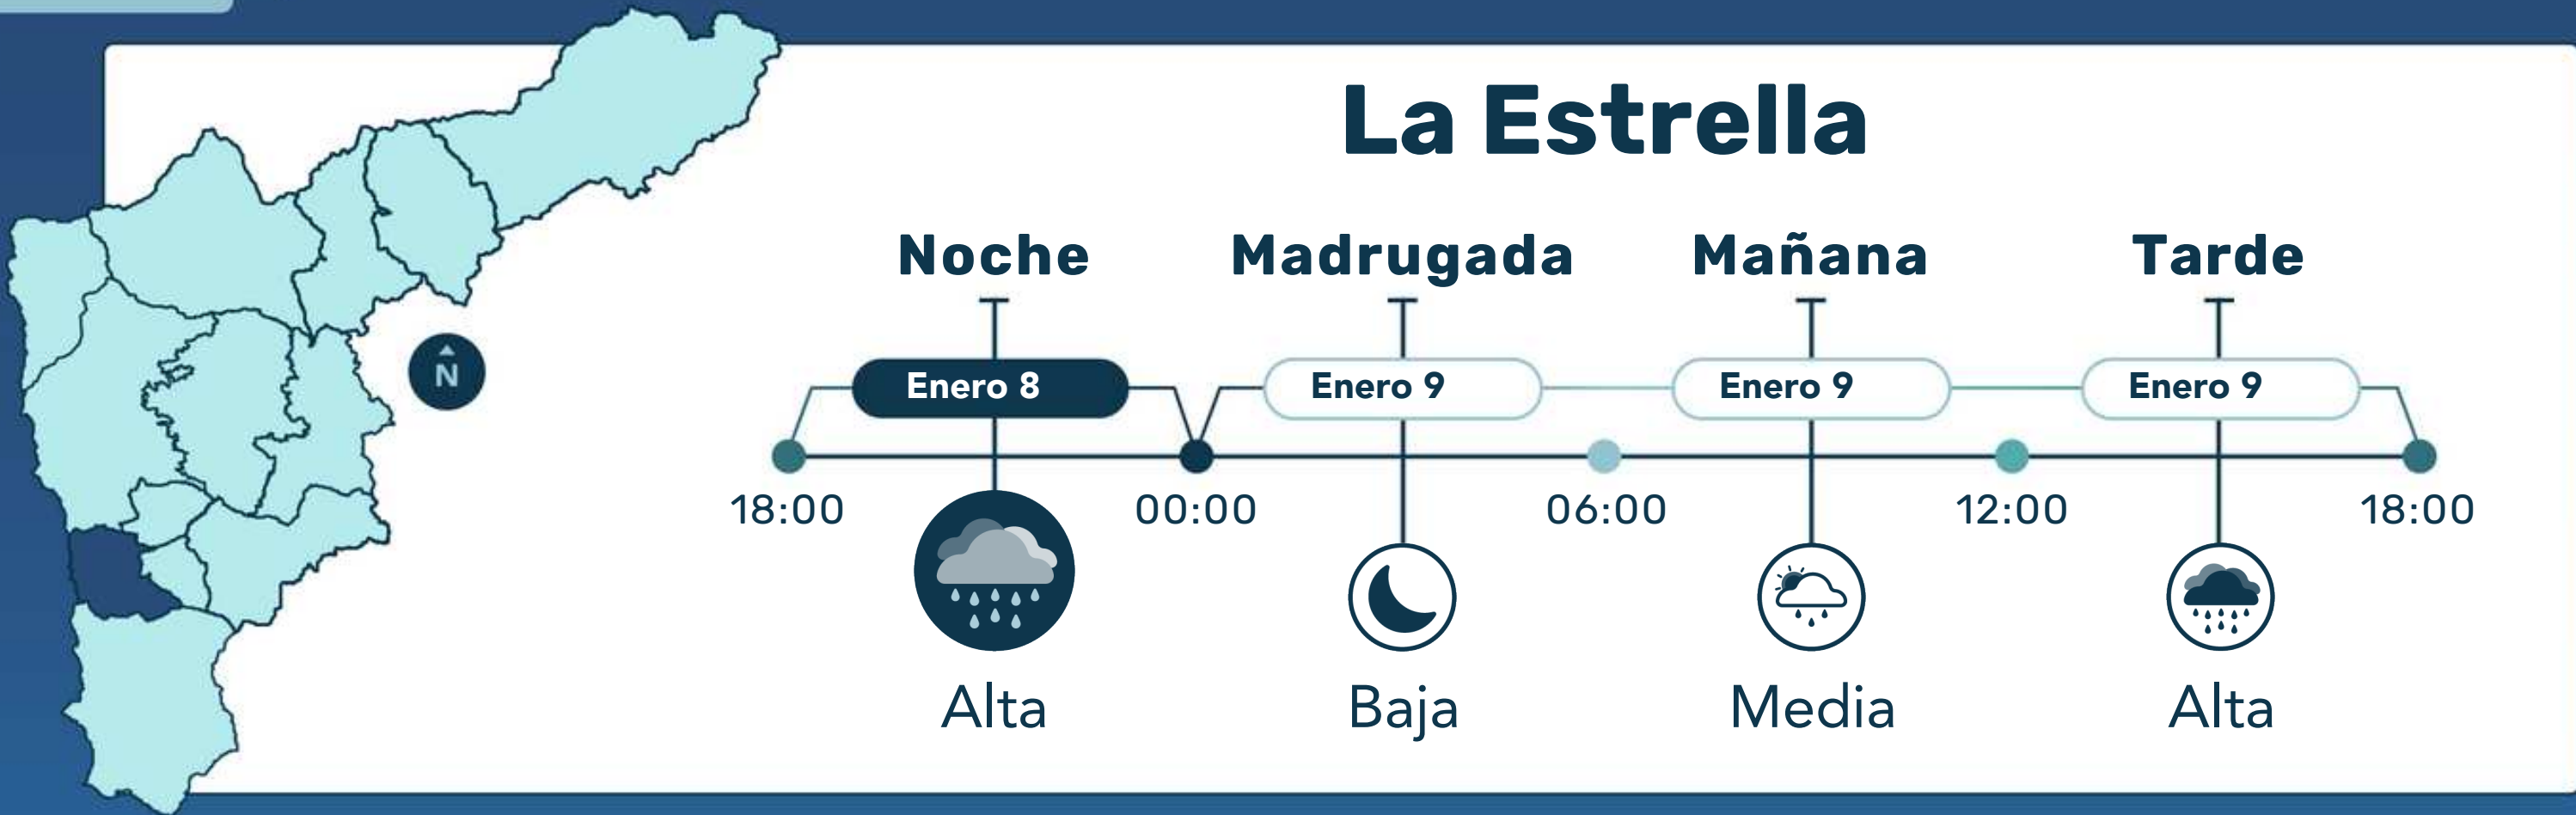 La Estrella
Noche Madrugada Mañana Tarde
Enero 8 Enero 9 Enero 9 Enero 9
N
18:00 00:00 06:00 12:00 18:00
Alta Baja Media Alta